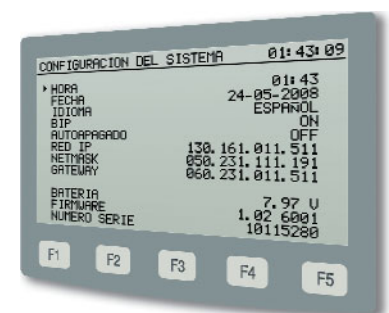 CONFIGURACION DEL SISTEMA 01:43:09
HORA 01:43
FECHA 24-05-2008
IDIOMA ESPAÑOL
BIP ON
AUTOAPAGADO OFF
RED IP 130.161.011.511
NETMASK 050.231.111.191
GATEWAY 060.231.011.511
BATERIA 7.97 V
FIRMWARE 1.02 6001
NUMERO SERIE 10115280
F1 F2 F3 F4 F5